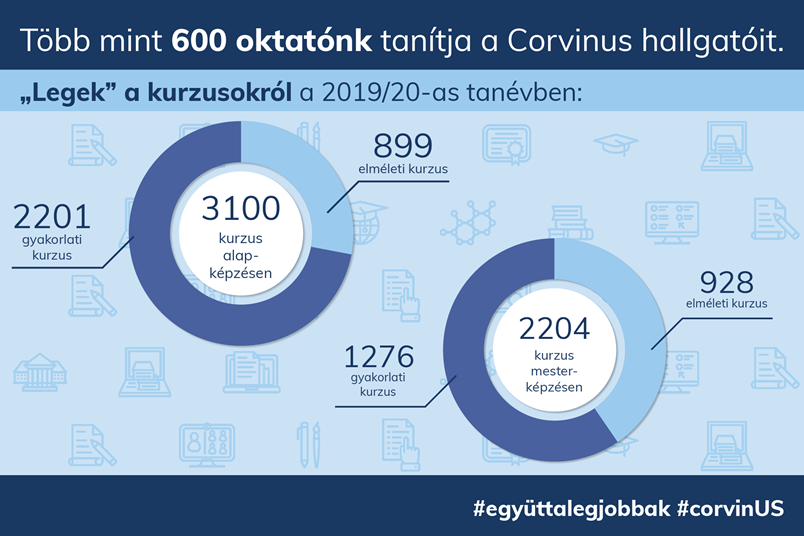 Több mint 600 oktatónk tanítja a Corvinus hallgatóit.
„Legek” a kurzusokról a 2019/20-as tanévben:
899
elméleti kurzus
2201
gyakorlati
kurzus
3100
kurzus
alap-
képzésen
928
elméleti kurzus
1276
gyakorlati
kurzus
2204
kurzus
mester-
képzésen
#együttalegjobbak #corvinUS